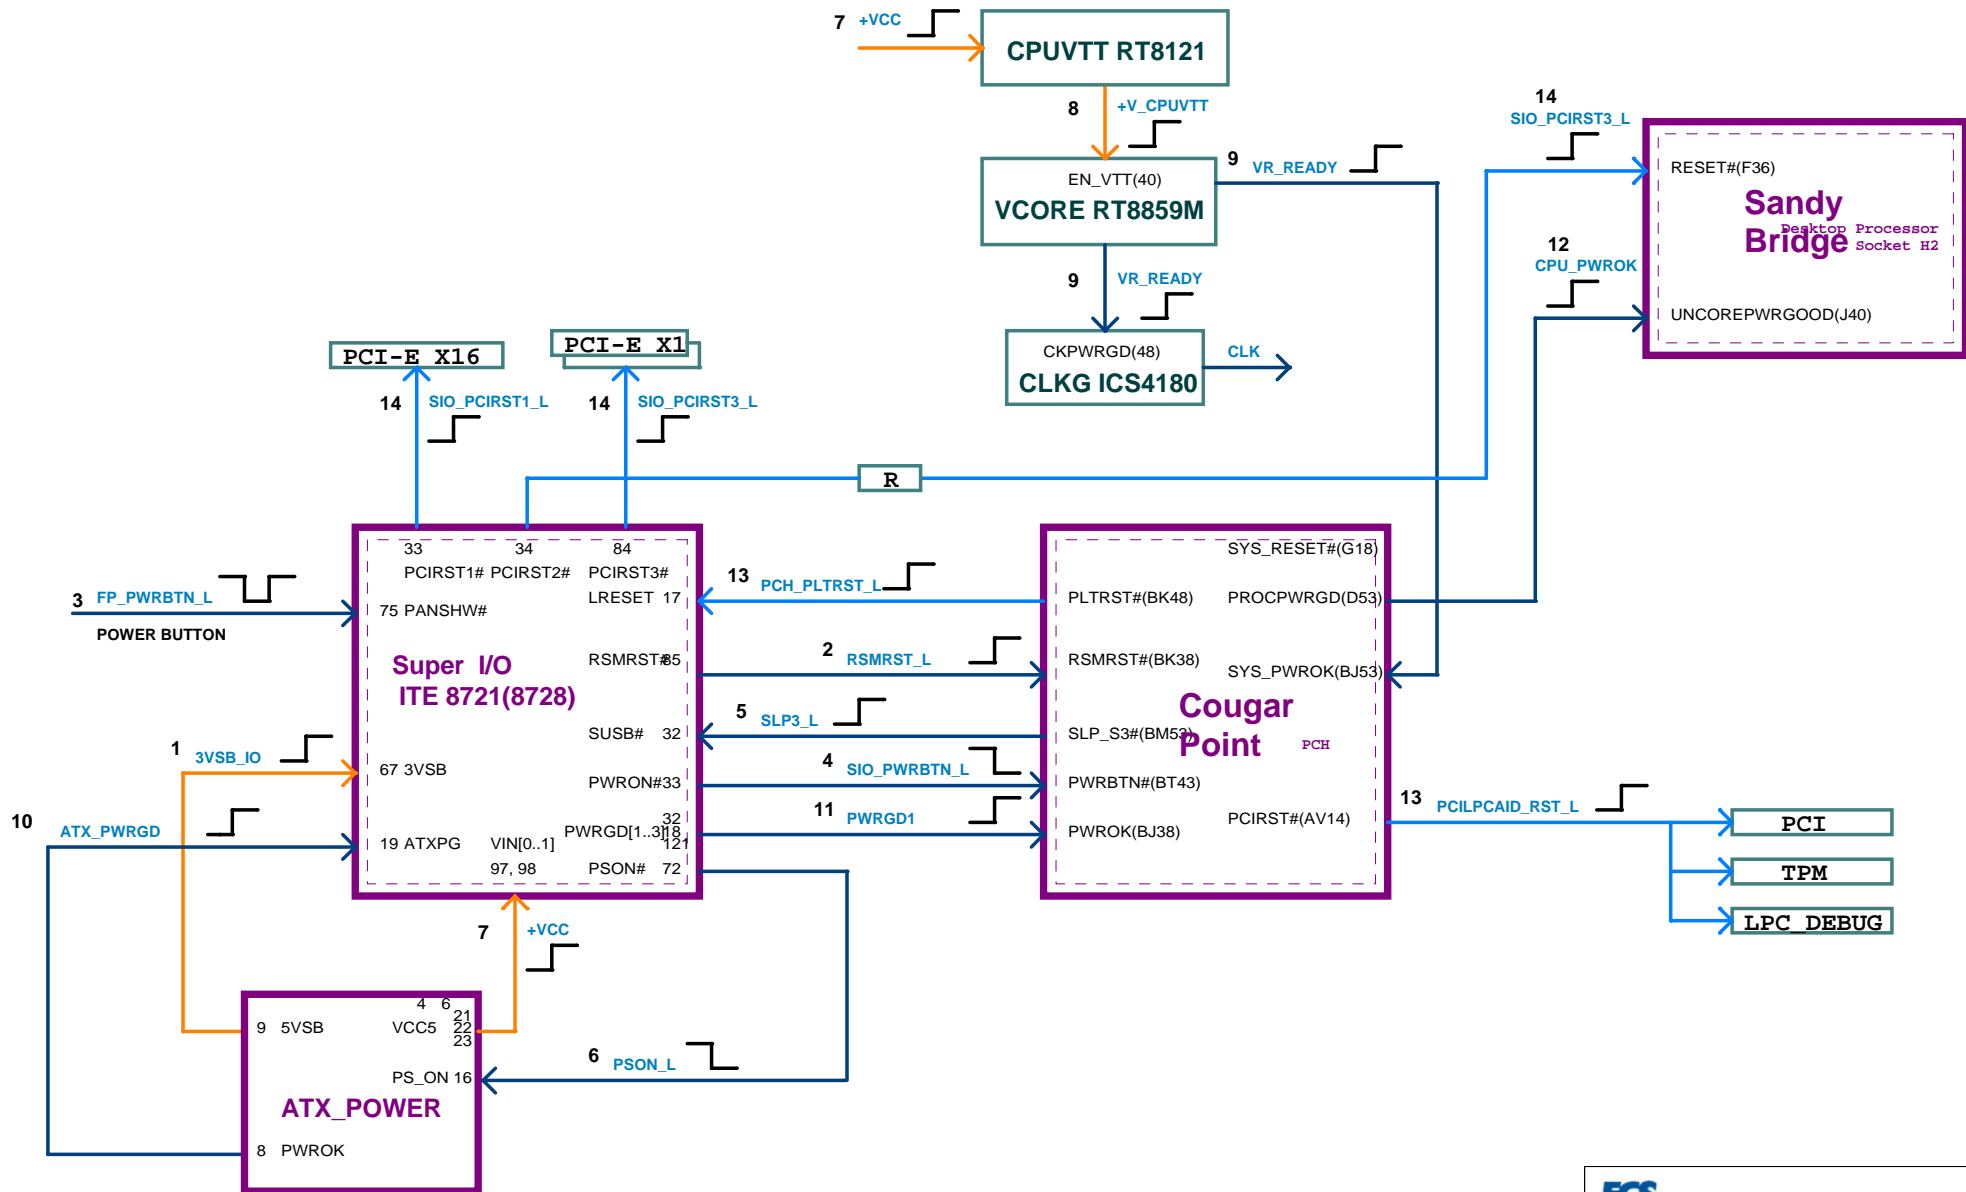 7 +VCC
CPUVTT RT8121
8 +V_CPUVTT
EN_VTT(40)
VCORE RT8859M
9 VR_READY
9 VR_READY
CKPWRGD(48)
CLKG ICS4180
CLK
14
SIO_PCIRST3_L
RESET#(F36)
Sandy
Bridge
Desktop Processor
Socket H2
12
CPU_PWROK
UNCOREPWRGOOD(J40)
PCI-E X16
PCI-E X1
14 SIO_PCIRST1_L
14 SIO_PCIRST3_L
R
33 34 84
PCIRST1# PCIRST2# PCIRST3#
LRESET 17
3 FP_PWRBTN_L
POWER BUTTON
75 PANSHW#
RSMRST# 85
Super I/O
ITE 8721(8728)
SUSB# 32
1 3VSB_IO
67 3VSB
PWRON# 33
32
PWRGD[1..3] 18
121
10 ATX_PWRGD
19 ATXPG
VIN[0..1]
97, 98
PSON# 72
13 PCH_PLTRST_L
2 RSMRST_L
5 SLP3_L
4 SIO_PWRBTN_L
11 PWRGD1
SYS_RESET#(G18)
PLTRST#(BK48)
PROCPWRGD(D53)
RSMRST#(BK38)
SYS_PWROK(BJ53)
Cougar
Point PCH
SLP_S3#(BM53)
PWRBTN#(BT43)
PCIRST#(AV14)
PWROK(BJ38)
13 PCILPCAID_RST_L
PCI
TPM
LPC_DEBUG
7 +VCC
4 6
21
22
23
9 5VSB
VCC5
PS_ON 16
6 PSON_L
ATX_POWER
8 PWROK
ECS